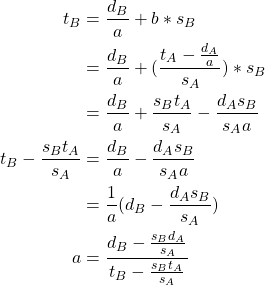 t_B = \frac{d_B}{a} + b * s_B
= \frac{d_B}{a} + (\frac{t_A - \frac{d_A}{a}}{s_A}) * s_B
= \frac{d_B}{a} + \frac{s_B t_A}{s_A} - \frac{d_A s_B}{s_A a}
t_B - \frac{s_B t_A}{s_A} = \frac{d_B}{a} - \frac{d_A s_B}{s_A a}
= \frac{1}{a}(d_B - \frac{d_A s_B}{s_A})
a = \frac{d_B - \frac{s_B d_A}{s_A}}{t_B - \frac{s_B t_A}{s_A}}